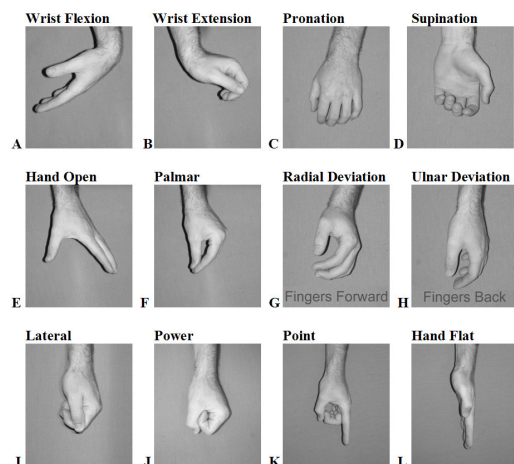 Wrist Flexion Wrist Extension Pronation Supination
A B C D
Hand Open Palmar Radial Deviation Ulnar Deviation
Fingers Forward Fingers Back
E F G H
Lateral Power Point Hand Flat
I J K L